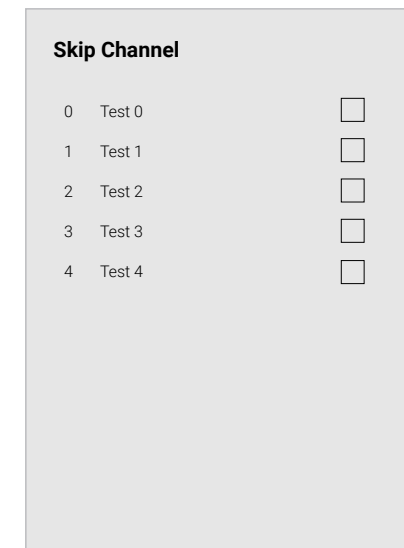 Skip Channel
0 Test 0
1 Test 1
2 Test 2
3 Test 3
4 Test 4